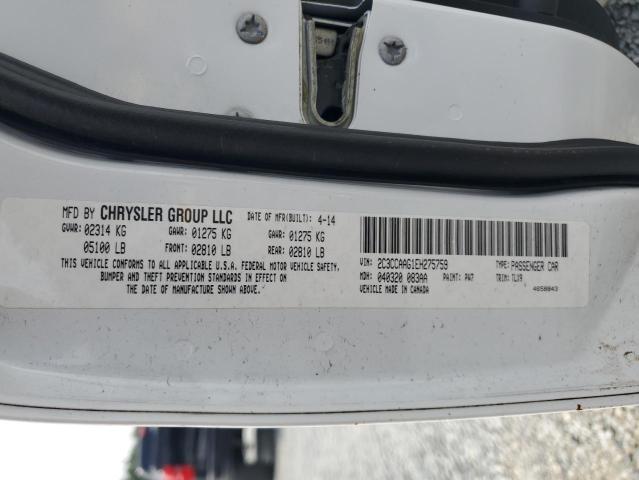 MFD BY CHRYSLER GROUP LLC DATE OF MFR(BUILT): 4-14
GVWR: 02314 KG GAWR: 01275 KG GAWR: 01275 KG
05100 LB FRONT: 02810 LB REAR: 02810 LB
THIS VEHICLE CONFORMS TO ALL APPLICABLE U.S.A. FEDERAL MOTOR VEHICLE SAFETY,
BUMPER AND THEFT PREVENTION STANDARDS IN EFFECT ON
THE DATE OF MANUFACTURE SHOWN ABOVE.
VIN: 2C3CCAAG1EH275759 TYPE: PASSENGER CAR
MDH: 040320 083AA PAINT: PW7 TRIM: TLX9
VEHICLE MADE IN CANADA 4658843